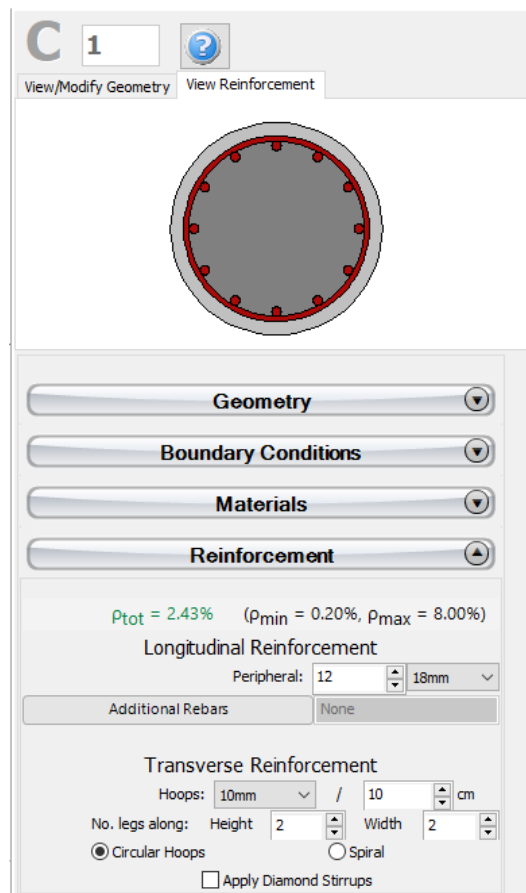 C 1 ?
View/Modify Geometry View Reinforcement
Geometry
Boundary Conditions
Materials
Reinforcement
ρtot = 2.43% (ρmin = 0.20%, ρmax = 8.00%)
Longitudinal Reinforcement
Peripheral: 12 18mm
Additional Rebars None
Transverse Reinforcement
Hoops: 10mm / 10 cm
No. legs along: Height 2 Width 2
Circular Hoops Spiral
Apply Diamond Stirrups